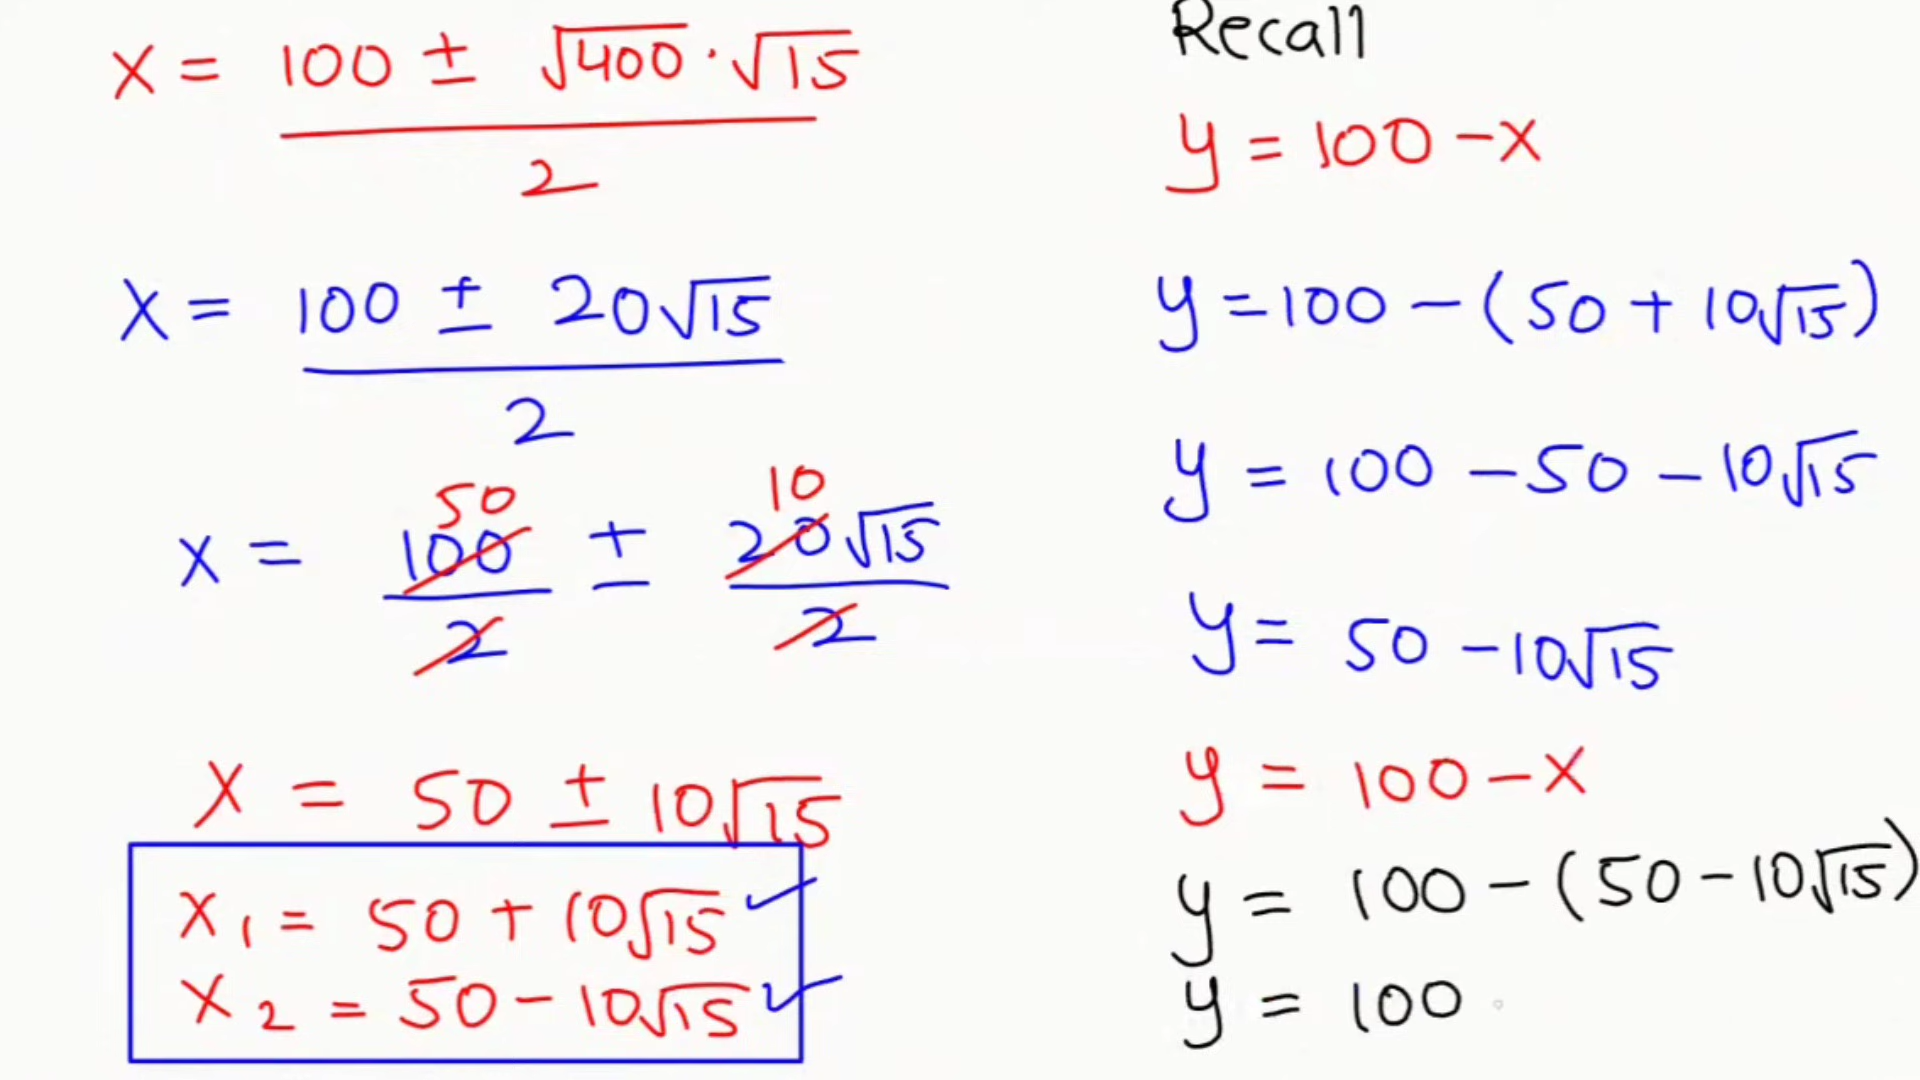 x = 100 ± √400 · √15
2
x = 100 ± 20√15
2
50 10
x = 100 ± 20√15
2 2
x = 50 ± 10√15
x₁ = 50 + 10√15 ✓
x₂ = 50 - 10√15 ✓
Recall
y = 100 - x
y = 100 - (50 + 10√15)
y = 100 - 50 - 10√15
y = 50 - 10√15
y = 100 - x
y = 100 - (50 - 10√15)
y = 100